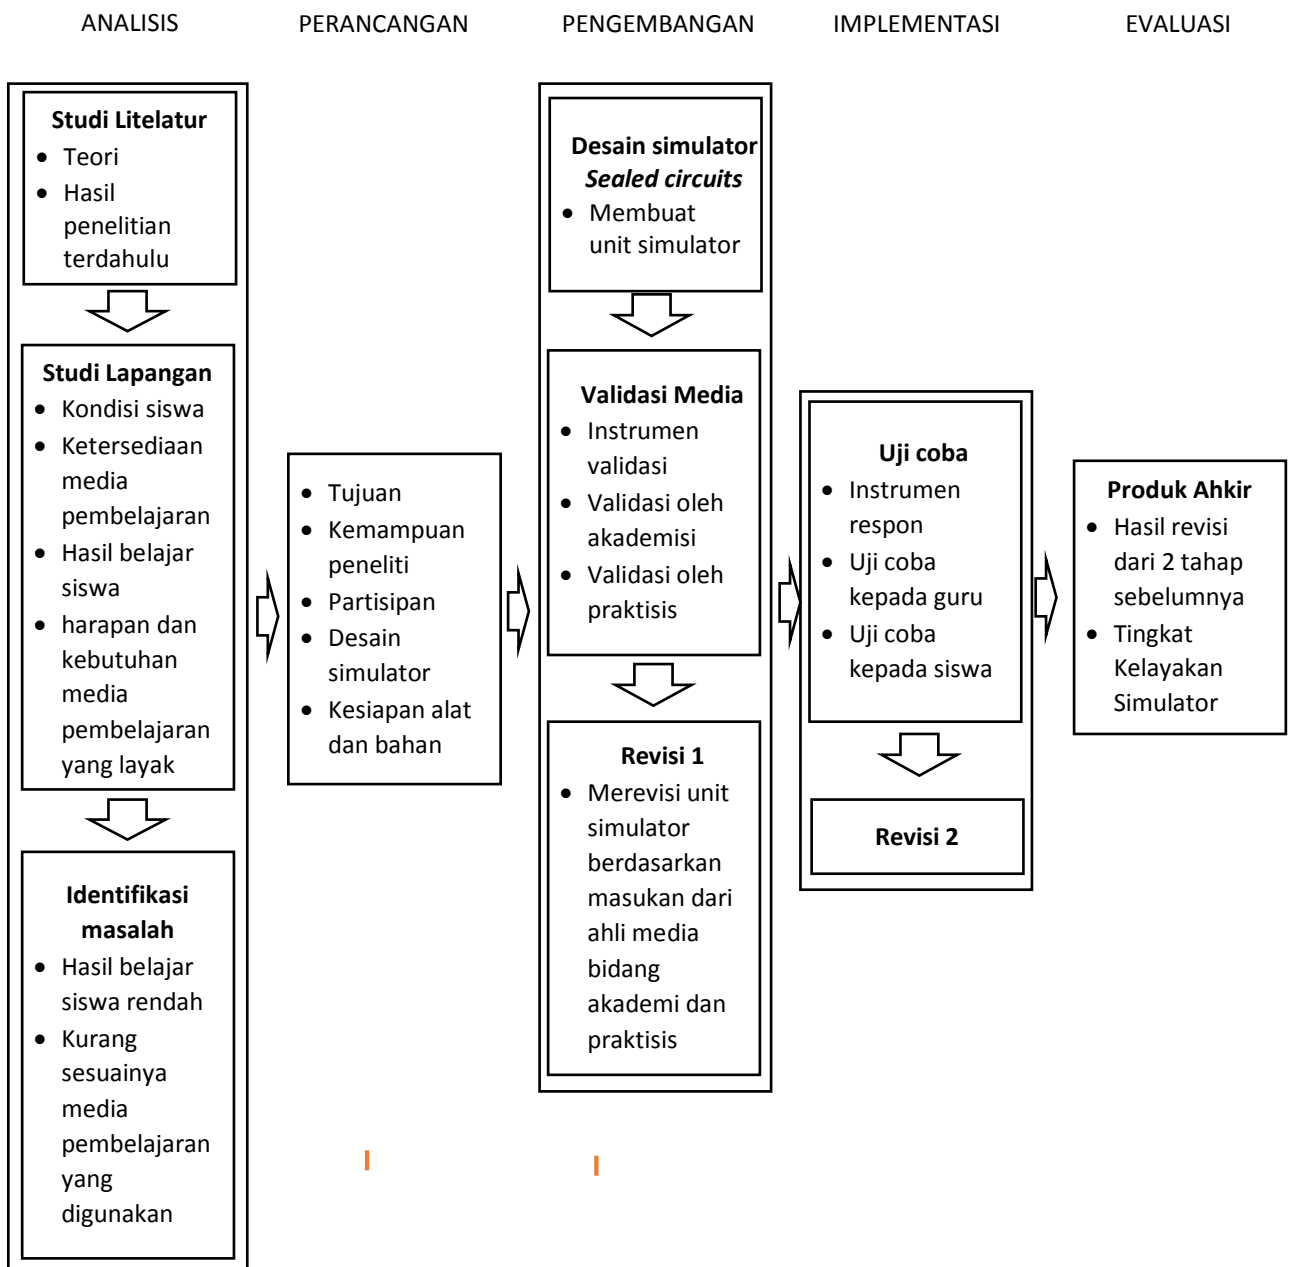 ANALISIS
PERANCANGAN
PENGEMBANGAN
IMPLEMENTASI
EVALUASI
Studi Litelatur
• Teori
• Hasil
penelitian
terdahulu
Studi Lapangan
• Kondisi siswa
• Ketersediaan
media
pembelajaran
• Hasil belajar
siswa
• harapan dan
kebutuhan
media
pembelajaran
yang layak
Identifikasi
masalah
• Hasil belajar
siswa rendah
• Kurang
sesuainya
media
pembelajaran
yang
digunakan
• Tujuan
• Kemampuan
peneliti
• Partisipan
• Desain
simulator
• Kesiapan alat
dan bahan
Desain simulator
Sealed circuits
• Membuat
unit simulator
Validasi Media
• Instrumen
validasi
• Validasi oleh
akademisi
• Validasi oleh
praktisis
Revisi 1
• Merevisi unit
simulator
berdasarkan
masukan dari
ahli media
bidang
akademi dan
praktisis
Uji coba
• Instrumen
respon
• Uji coba
kepada guru
• Uji coba
kepada siswa
Revisi 2
Produk Ahkir
• Hasil revisi
dari 2 tahap
sebelumnya
• Tingkat
Kelayakan
Simulator